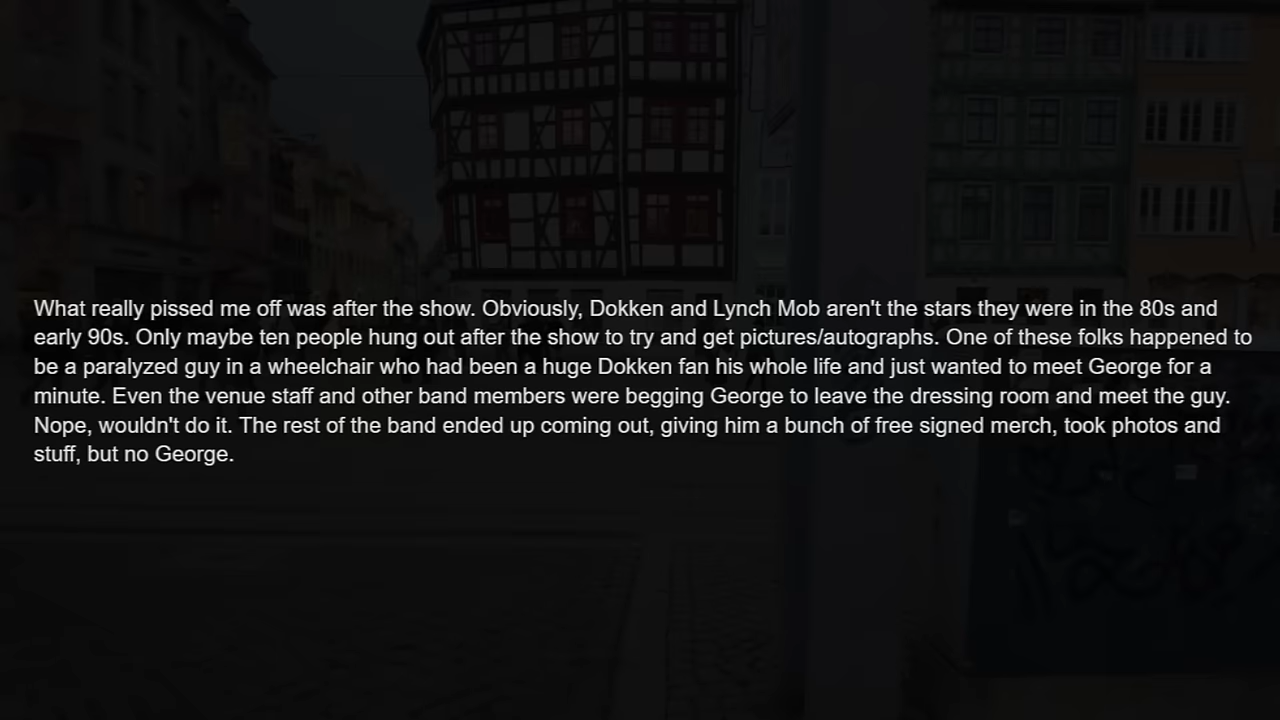 What really pissed me off was after the show. Obviously, Dokken and Lynch Mob aren't the stars they were in the 80s and
early 90s. Only maybe ten people hung out after the show to try and get pictures/autographs. One of these folks happened to
be a paralyzed guy in a wheelchair who had been a huge Dokken fan his whole life and just wanted to meet George for a
minute. Even the venue staff and other band members were begging George to leave the dressing room and meet the guy.
Nope, wouldn't do it. The rest of the band ended up coming out, giving him a bunch of free signed merch, took photos and
stuff, but no George.